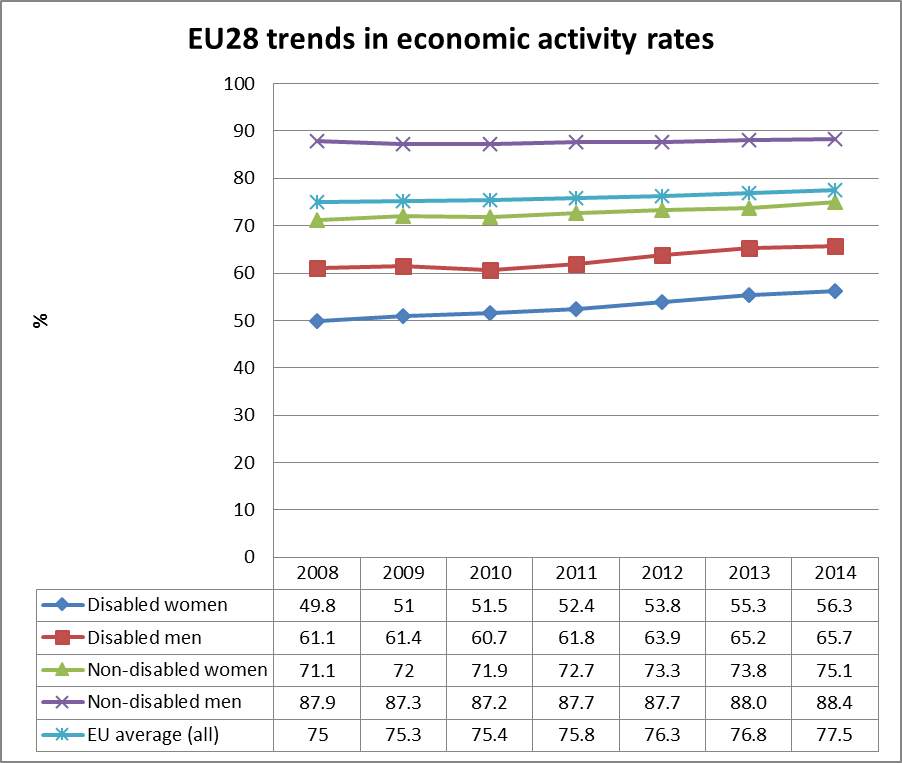 EU28 trends in economic activity rates
100
90
80
70
60
50
40
30
20
10
0
%
2008 2009 2010 2011 2012 2013 2014
Disabled women 49.8 51 51.5 52.4 53.8 55.3 56.3
Disabled men 61.1 61.4 60.7 61.8 63.9 65.2 65.7
Non-disabled women 71.1 72 71.9 72.7 73.3 73.8 75.1
Non-disabled men 87.9 87.3 87.2 87.7 87.7 88.0 88.4
EU average (all) 75 75.3 75.4 75.8 76.3 76.8 77.5